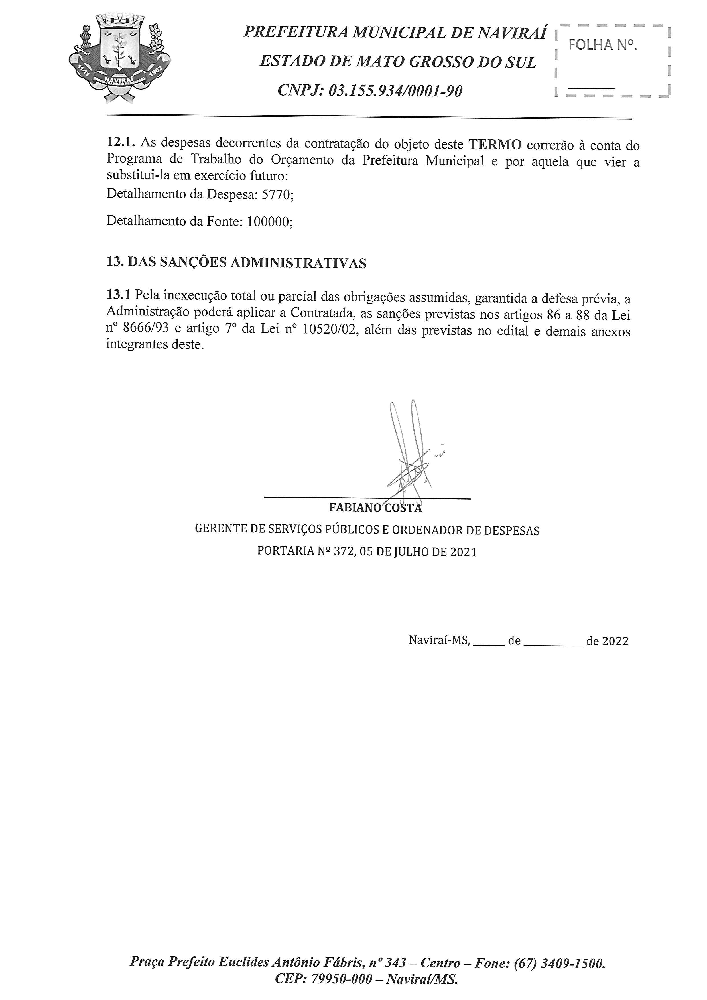 PREFEITURA MUNICIPAL DE NAVIRAÍ
ESTADO DE MATO GROSSO DO SUL
CNPJ: 03.155.934/0001-90
FOLHA Nº.
11-11
NAVIRAÍ
1963
12.1. As despesas decorrentes da contratação do objeto deste TERMO correrão à conta do
Programa de Trabalho do Orçamento da Prefeitura Municipal e por aquela que vier a
substitui-la em exercício futuro:
Detalhamento da Despesa: 5770;
Detalhamento da Fonte: 100000;
13. DAS SANÇÕES ADMINISTRATIVAS
13.1 Pela inexecução total ou parcial das obrigações assumidas, garantida a defesa prévia, a
Administração poderá aplicar a Contratada, as sanções previstas nos artigos 86 a 88 da Lei
nº 8666/93 e artigo 7º da Lei nº 10520/02, além das previstas no edital e demais anexos
integrantes deste.
FABIANO COSTA
GERENTE DE SERVIÇOS PÚBLICOS E ORDENADOR DE DESPESAS
PORTARIA Nº 372, 05 DE JULHO DE 2021
Naviraí-MS, _____ de _________ de 2022
Praça Prefeito Euclides Antônio Fábris, nº 343 – Centro – Fone: (67) 3409-1500.
CEP: 79950-000 – Naviraí/MS.